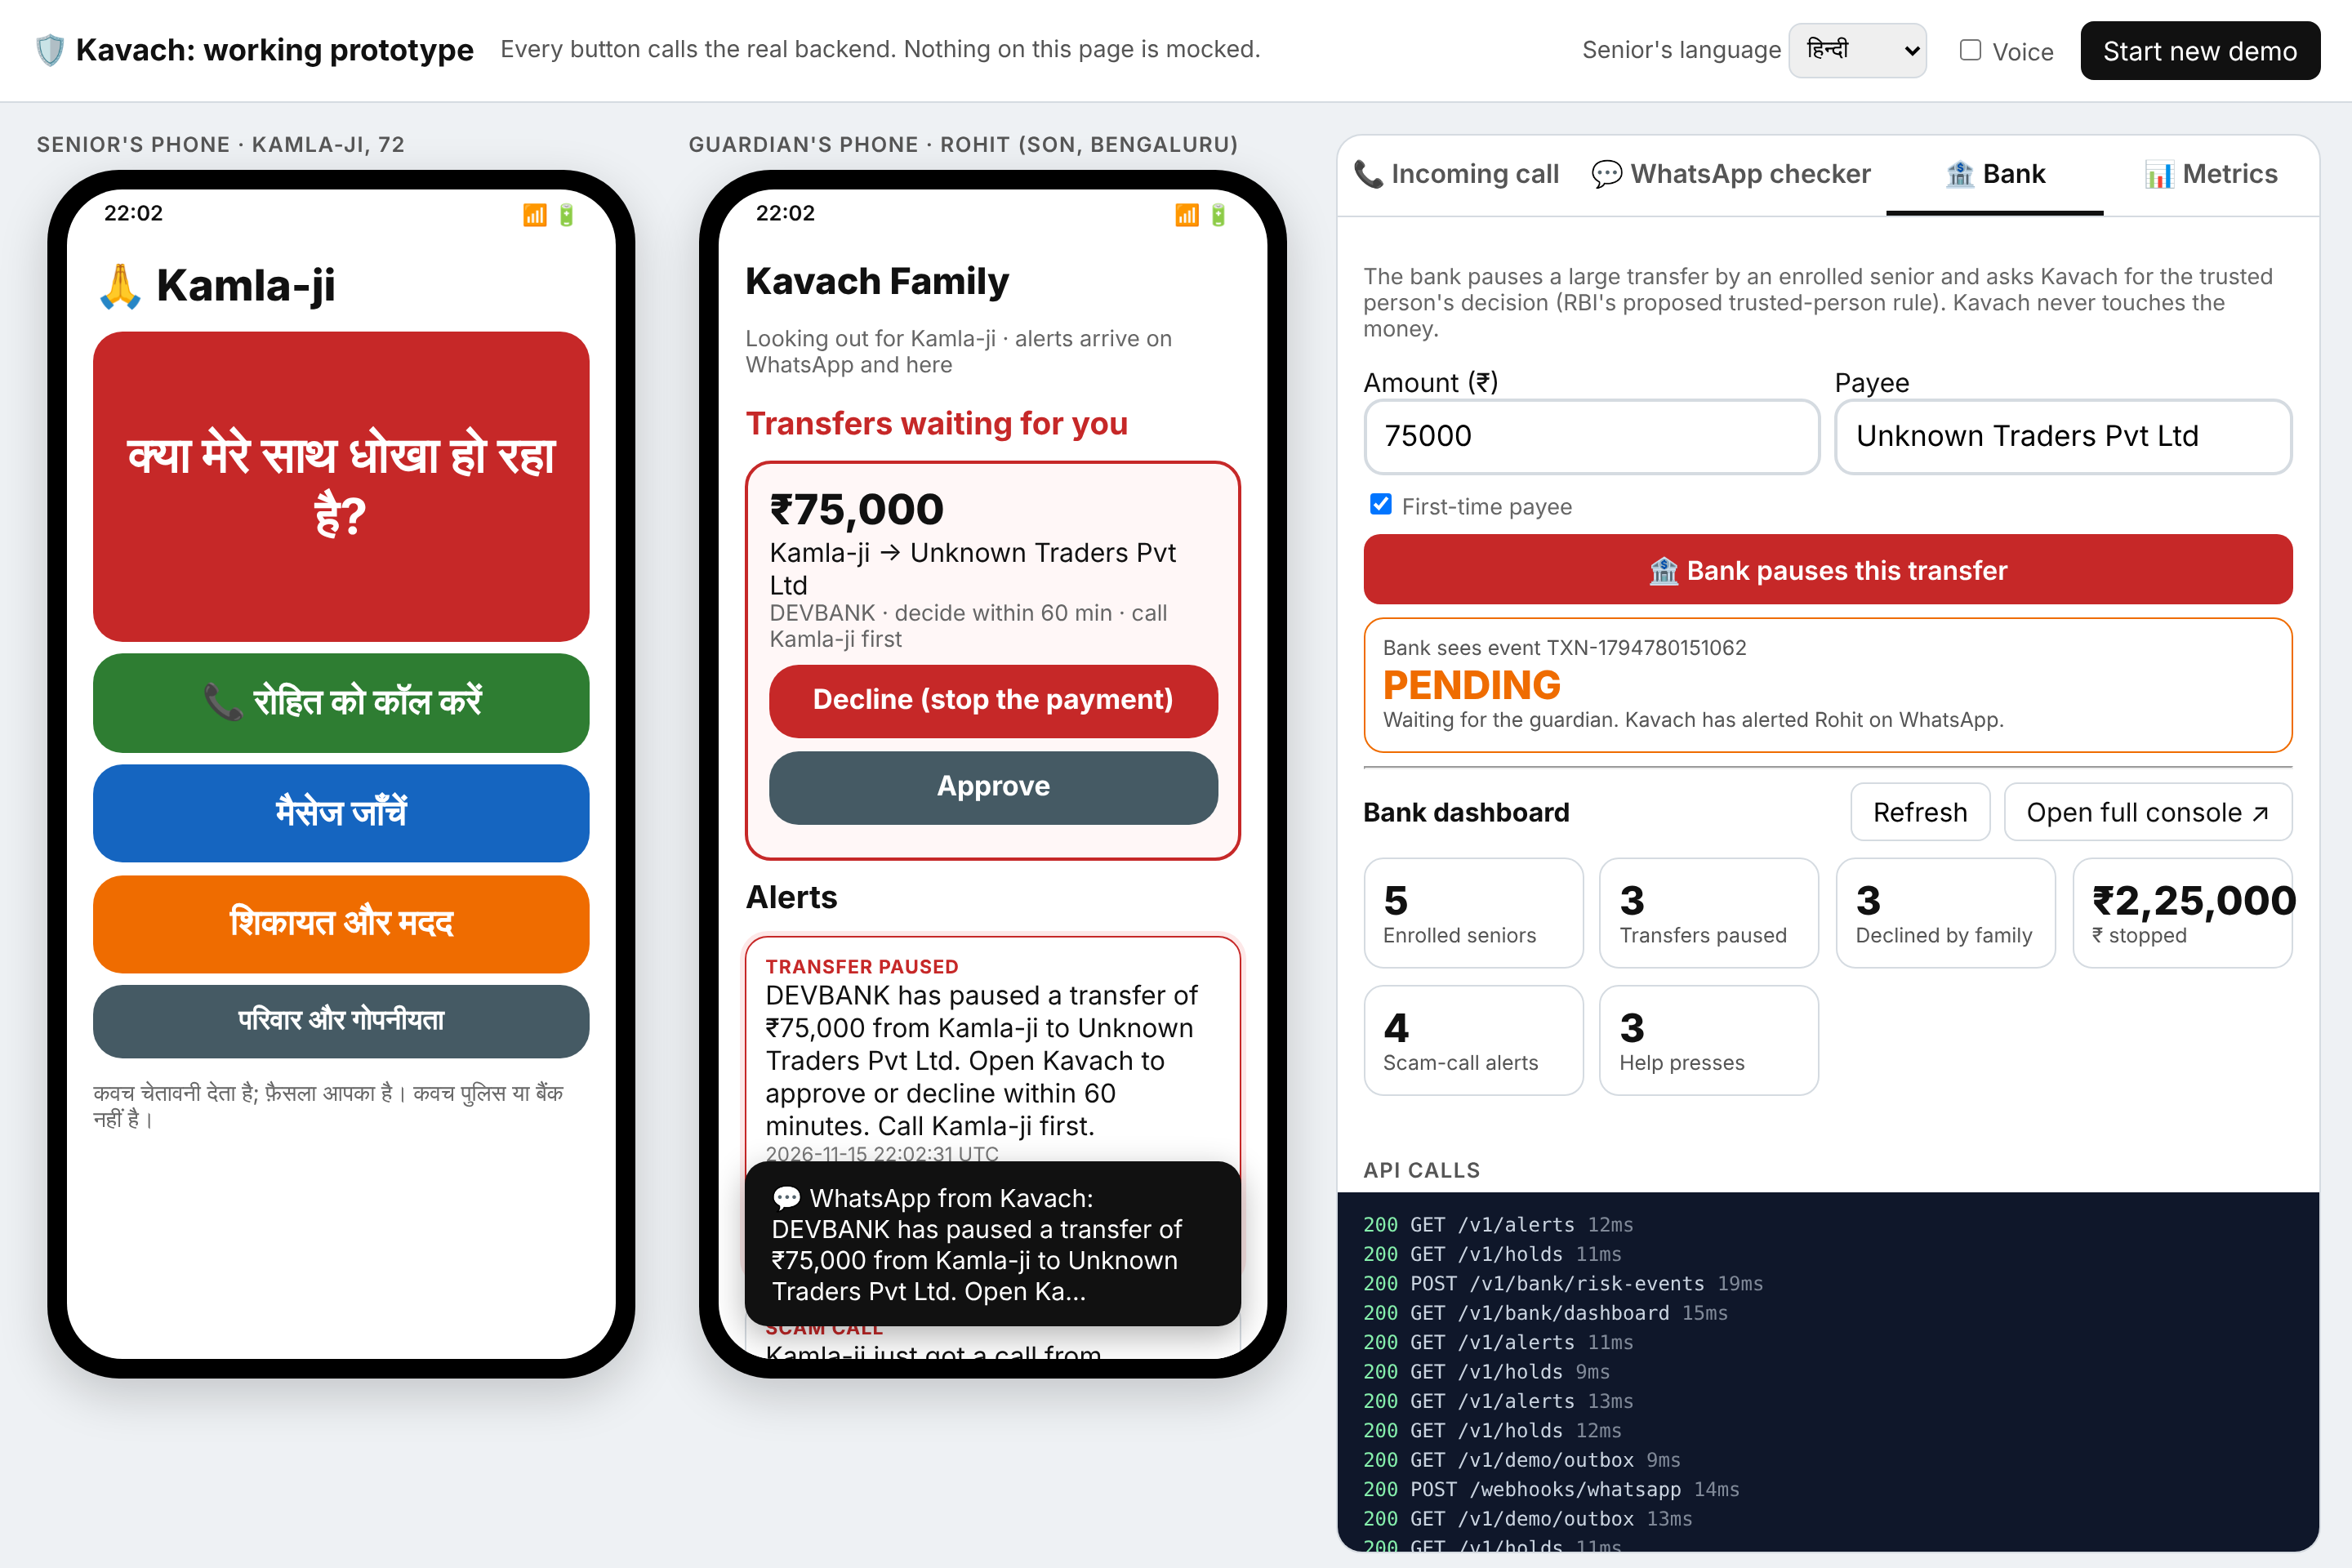 🛡️ Kavach: working prototype
Every button calls the real backend. Nothing on this page is mocked.
Senior's language
हिन्दी
Voice
Start new demo
SENIOR'S PHONE · KAMLA-JI, 72
22:02
🙏 Kamla-ji
क्या मेरे साथ धोखा हो रहा
है?
📞 रोहित को कॉल करें
मैसेज जाँचें
शिकायत और मदद
परिवार और गोपनीयता
कवच चेतावनी देता है; फ़ैसला आपका है। कवच पुलिस या बैंक
नहीं है।
GUARDIAN'S PHONE · ROHIT (SON, BENGALURU)
22:02
Kavach Family
Looking out for Kamla-ji · alerts arrive on
WhatsApp and here
Transfers waiting for you
₹75,000
Kamla-ji → Unknown Traders Pvt
Ltd
DEVBANK · decide within 60 min · call
Kamla-ji first
Decline (stop the payment)
Approve
Alerts
TRANSFER PAUSED
DEVBANK has paused a transfer of
₹75,000 from Kamla-ji to Unknown
Traders Pvt Ltd. Open Kavach to
approve or decline within 60
minutes. Call Kamla-ji first.
2026-11-15 22:02:31 UTC
💬 WhatsApp from Kavach:
DEVBANK has paused a transfer of
₹75,000 from Kamla-ji to Unknown
Traders Pvt Ltd. Open Ka...
SCAM CALL
Kamla-ji just got a call from
📞 Incoming call
💬 WhatsApp checker
🏦 Bank
📊 Metrics
The bank pauses a large transfer by an enrolled senior and asks Kavach for the trusted
person's decision (RBI's proposed trusted-person rule). Kavach never touches the
money.
Amount (₹)
Payee
75000
Unknown Traders Pvt Ltd
First-time payee
🏦 Bank pauses this transfer
Bank sees event TXN-1794780151062
PENDING
Waiting for the guardian. Kavach has alerted Rohit on WhatsApp.
Bank dashboard
Refresh
Open full console ↗
5
Enrolled seniors
3
Transfers paused
3
Declined by family
₹2,25,000
₹ stopped
4
Scam-call alerts
3
Help presses
API CALLS
200 GET /v1/alerts 12ms
200 GET /v1/holds 11ms
200 POST /v1/bank/risk-events 19ms
200 GET /v1/bank/dashboard 15ms
200 GET /v1/alerts 11ms
200 GET /v1/holds 9ms
200 GET /v1/alerts 13ms
200 GET /v1/holds 12ms
200 GET /v1/demo/outbox 9ms
200 POST /webhooks/whatsapp 14ms
200 GET /v1/demo/outbox 13ms
200 GET /v1/holds 11ms